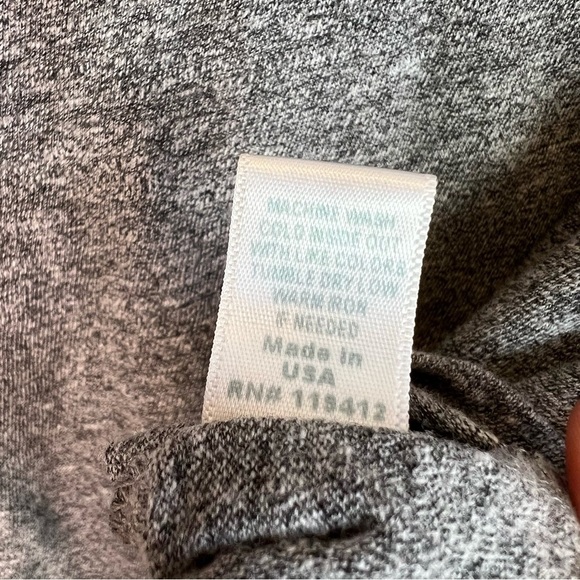 MACHINE WASH
COLD INSIDE OUT
WITH LIKE COLORS
TUMBLE DRY LOW
WARM IRON
IF NEEDED
Made in
USA
RN# 118412